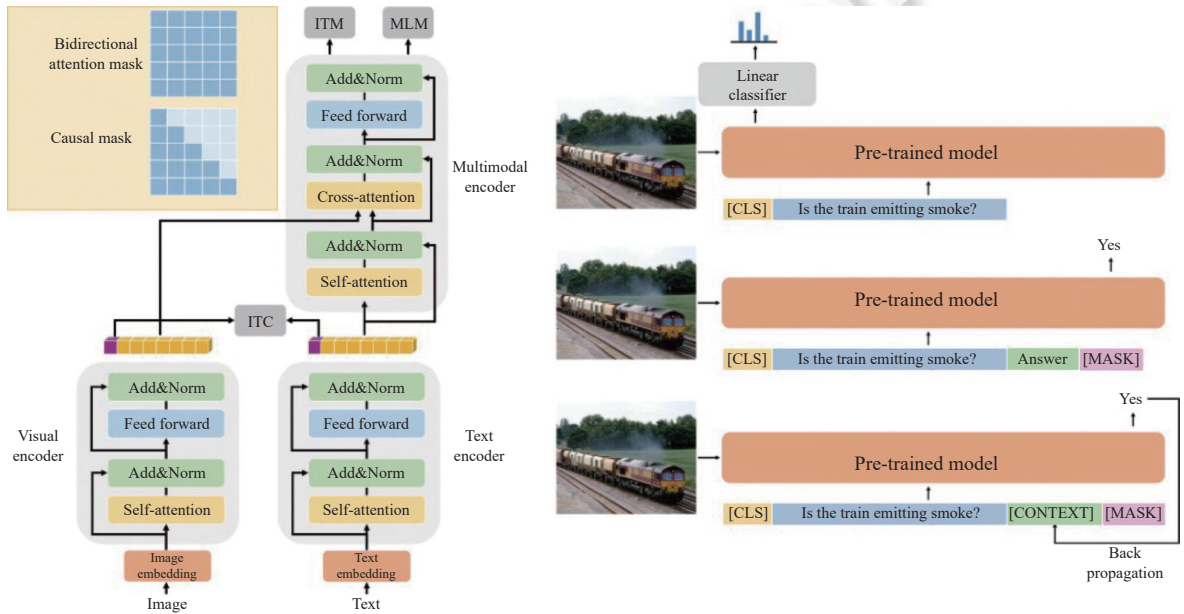 Bidirectional
attention mask
Causal mask
ITM
MLM
Add&Norm
Feed forward
Add&Norm
Cross-attention
Add&Norm
Self-attention
Multimodal
encoder
ITC
Add&Norm
Feed forward
Add&Norm
Self-attention
Visual
encoder
Image
embedding
Image
Add&Norm
Feed forward
Add&Norm
Self-attention
Text
encoder
Text
embedding
Text
Linear
classifier
Pre-trained model
[CLS] Is the train emitting smoke?
Yes
Pre-trained model
[CLS] Is the train emitting smoke? Answer [MASK]
Yes
Pre-trained model
[CLS] Is the train emitting smoke? [CONTEXT] [MASK]
Back
propagation